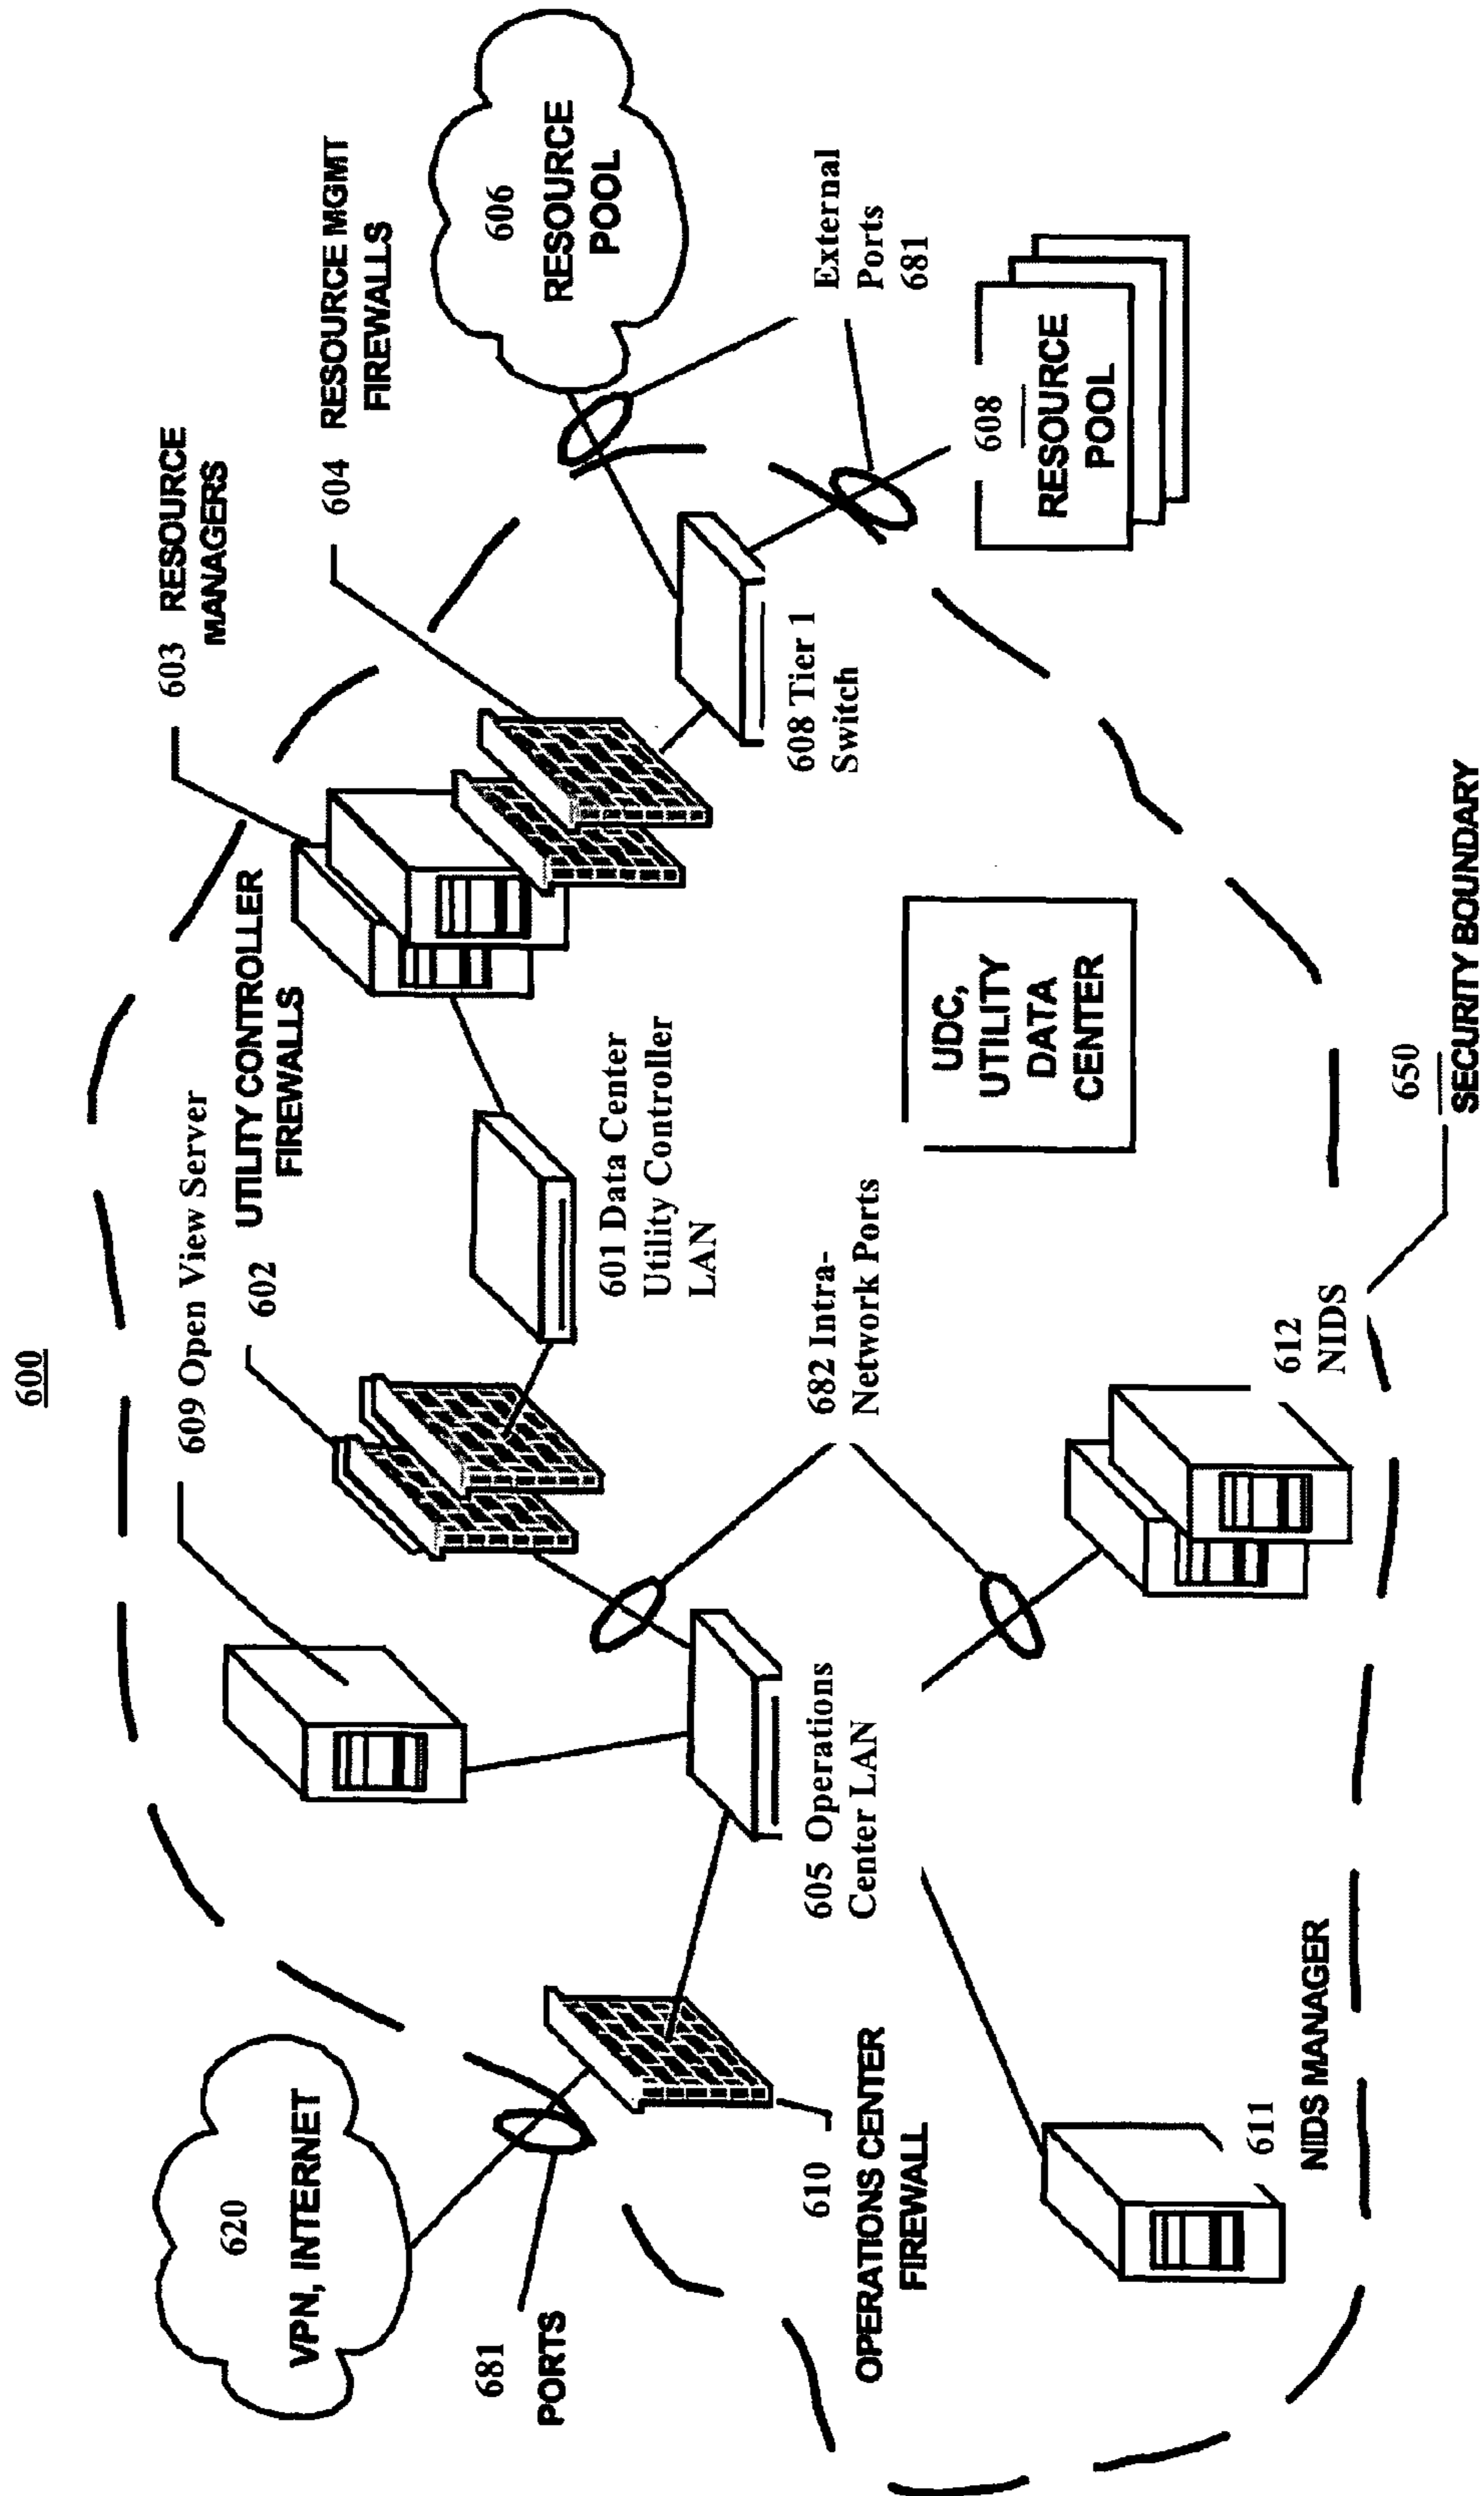 600
609 Open View Server
602 UTILITY CONTROLLER
FIREWALLS
603 RESOURCE
MANAGERS
604 RESOURCE MGMT
FIREWALLS
620
VPN, INTERNET
606
RESOURCE
POOL
681
PORTS
601 Data Center
Utility Controller
LAN
External
Ports
681
608 Tier 1
Switch
610
OPERATIONS CENTER
FIREWALL
605 Operations
Center LAN
682 Intra-
Network Ports
608
RESOURCE
POOL
UDC,
UTILITY
DATA
CENTER
611
NIDS MANAGER
612
NIDS
650
SECURITY BOUNDARY